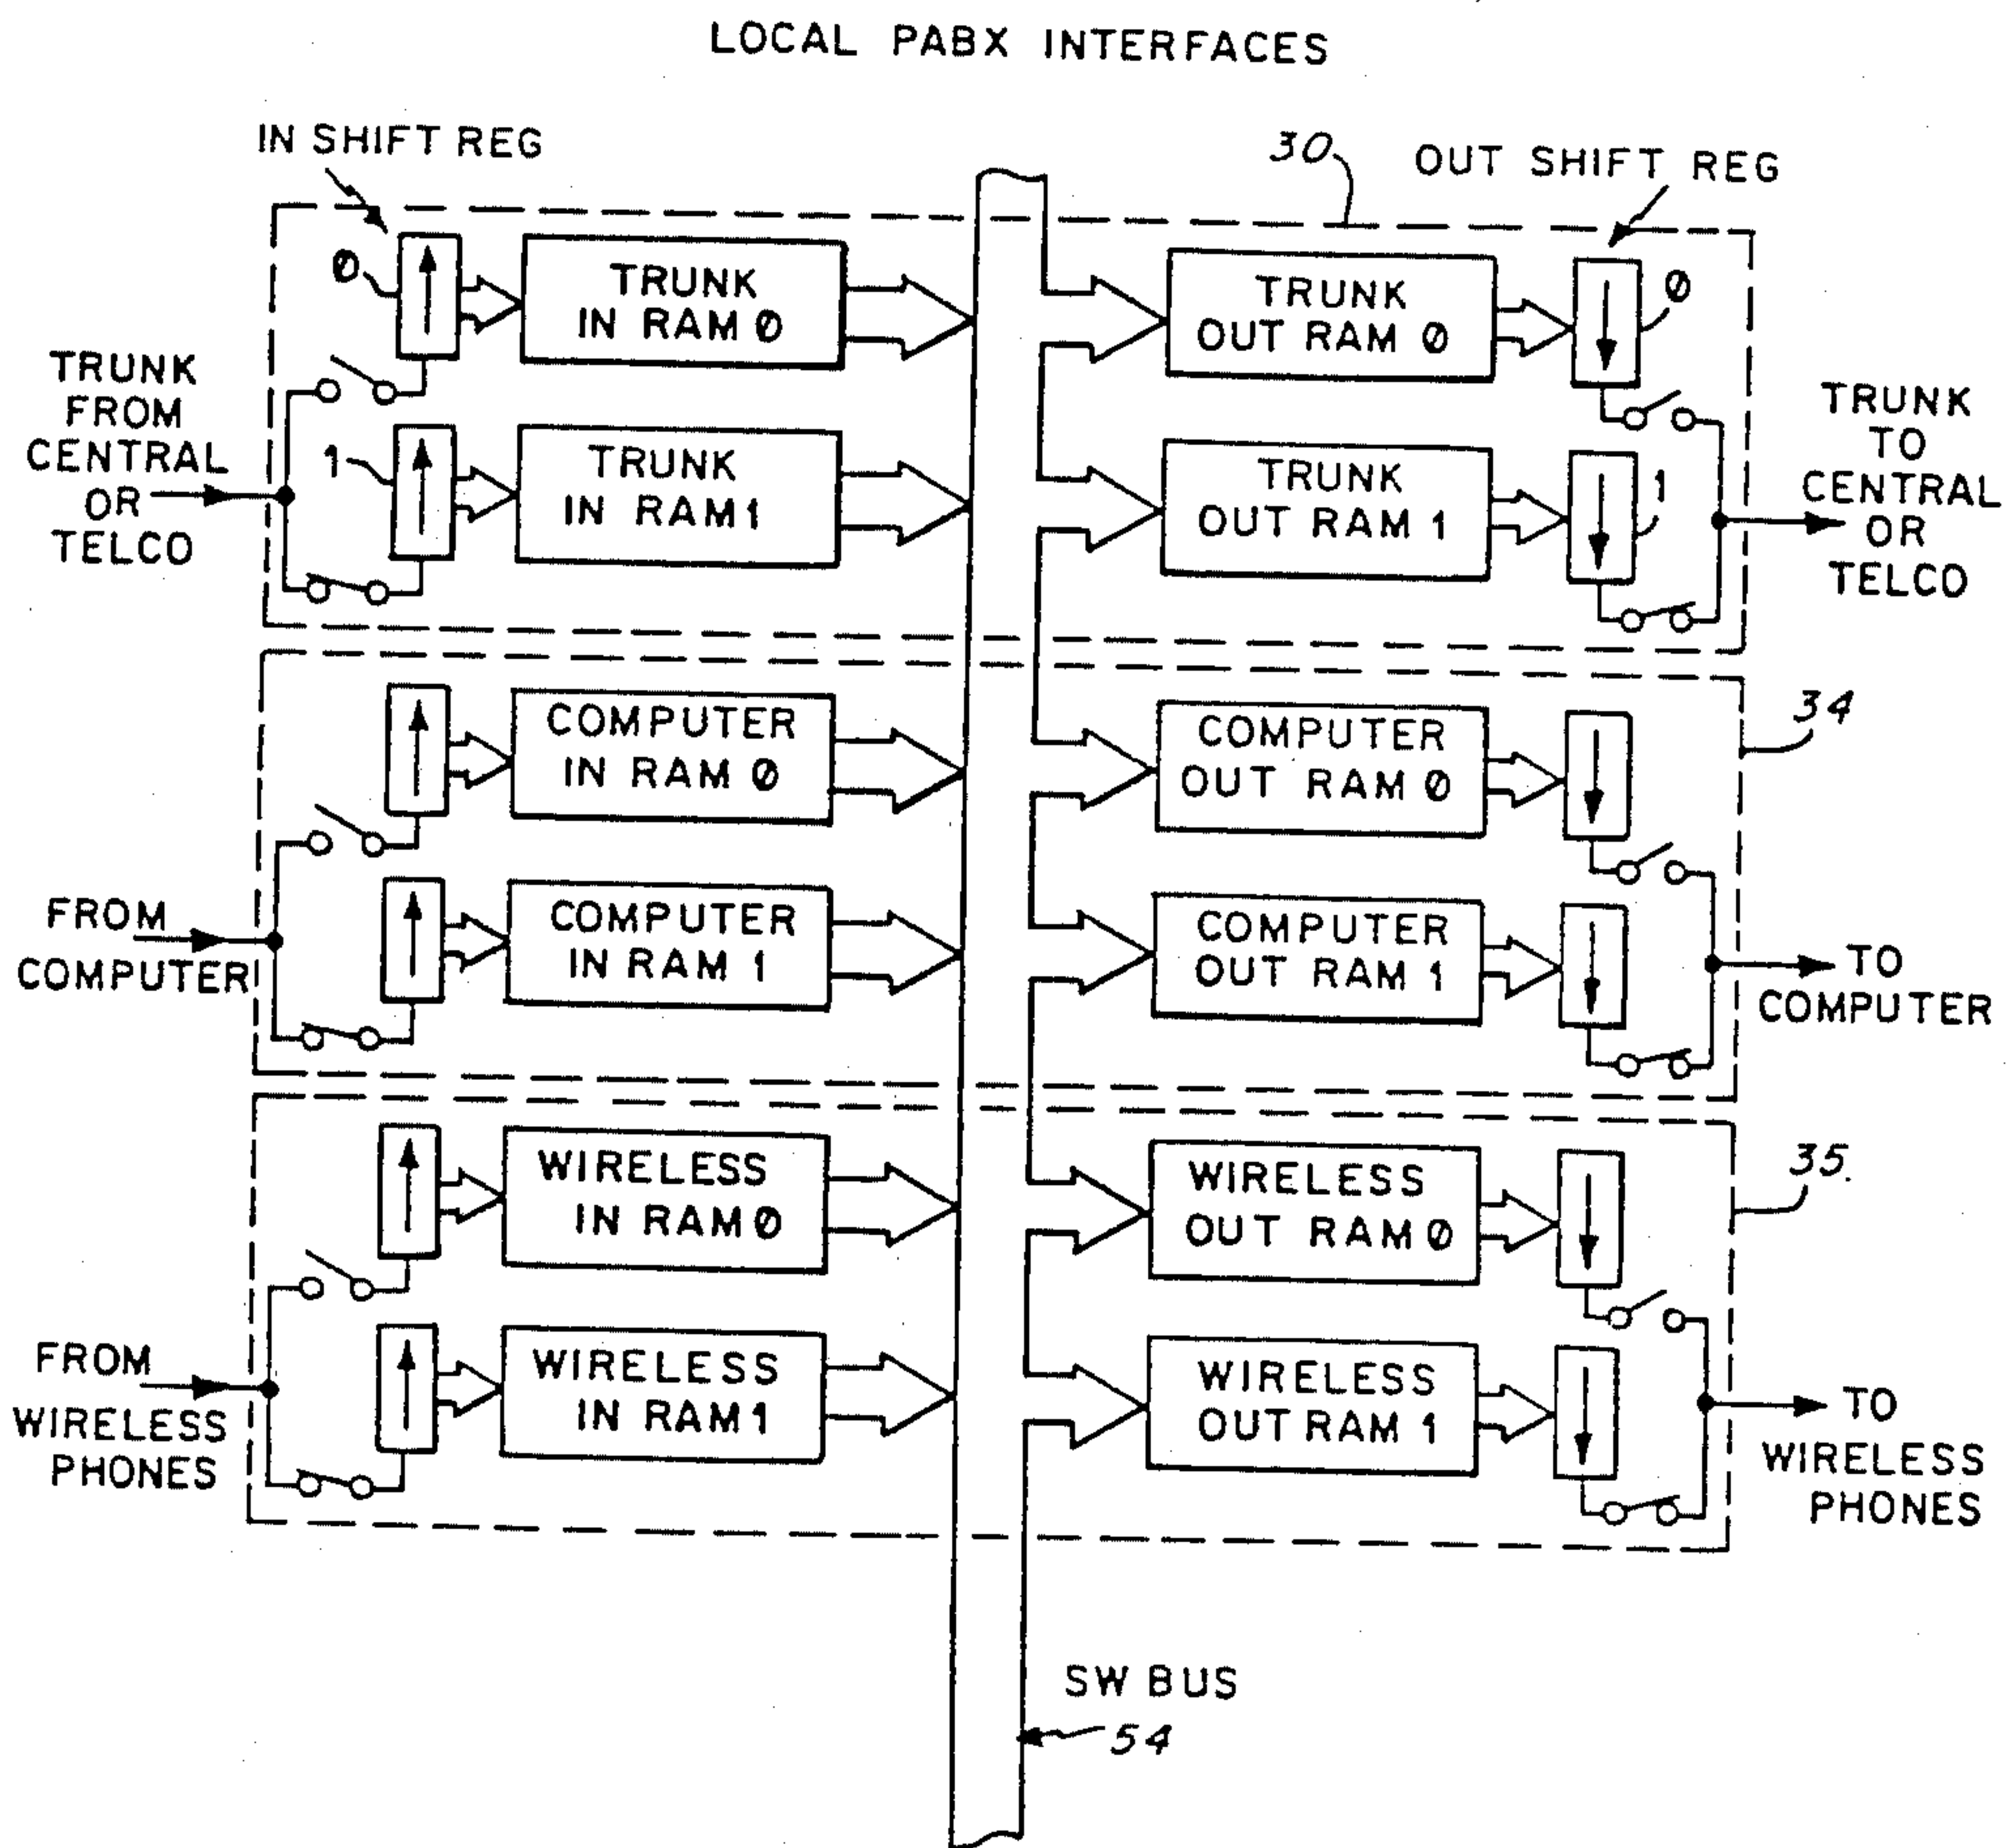 LOCAL PABX INTERFACES
IN SHIFT REG
30
OUT SHIFT REG
0
TRUNK
IN RAM 0
TRUNK
OUT RAM 0
0
TRUNK
FROM
CENTRAL
OR
TELCO
1
TRUNK
IN RAM 1
TRUNK
OUT RAM 1
1
TRUNK
TO
CENTRAL
OR
TELCO
COMPUTER
IN RAM 0
COMPUTER
OUT RAM 0
34
FROM
COMPUTER
COMPUTER
IN RAM 1
COMPUTER
OUT RAM 1
TO
COMPUTER
WIRELESS
IN RAM 0
WIRELESS
OUT RAM 0
35
FROM
WIRELESS
PHONES
WIRELESS
IN RAM 1
WIRELESS
OUT RAM 1
TO
WIRELESS
PHONES
SW BUS
54